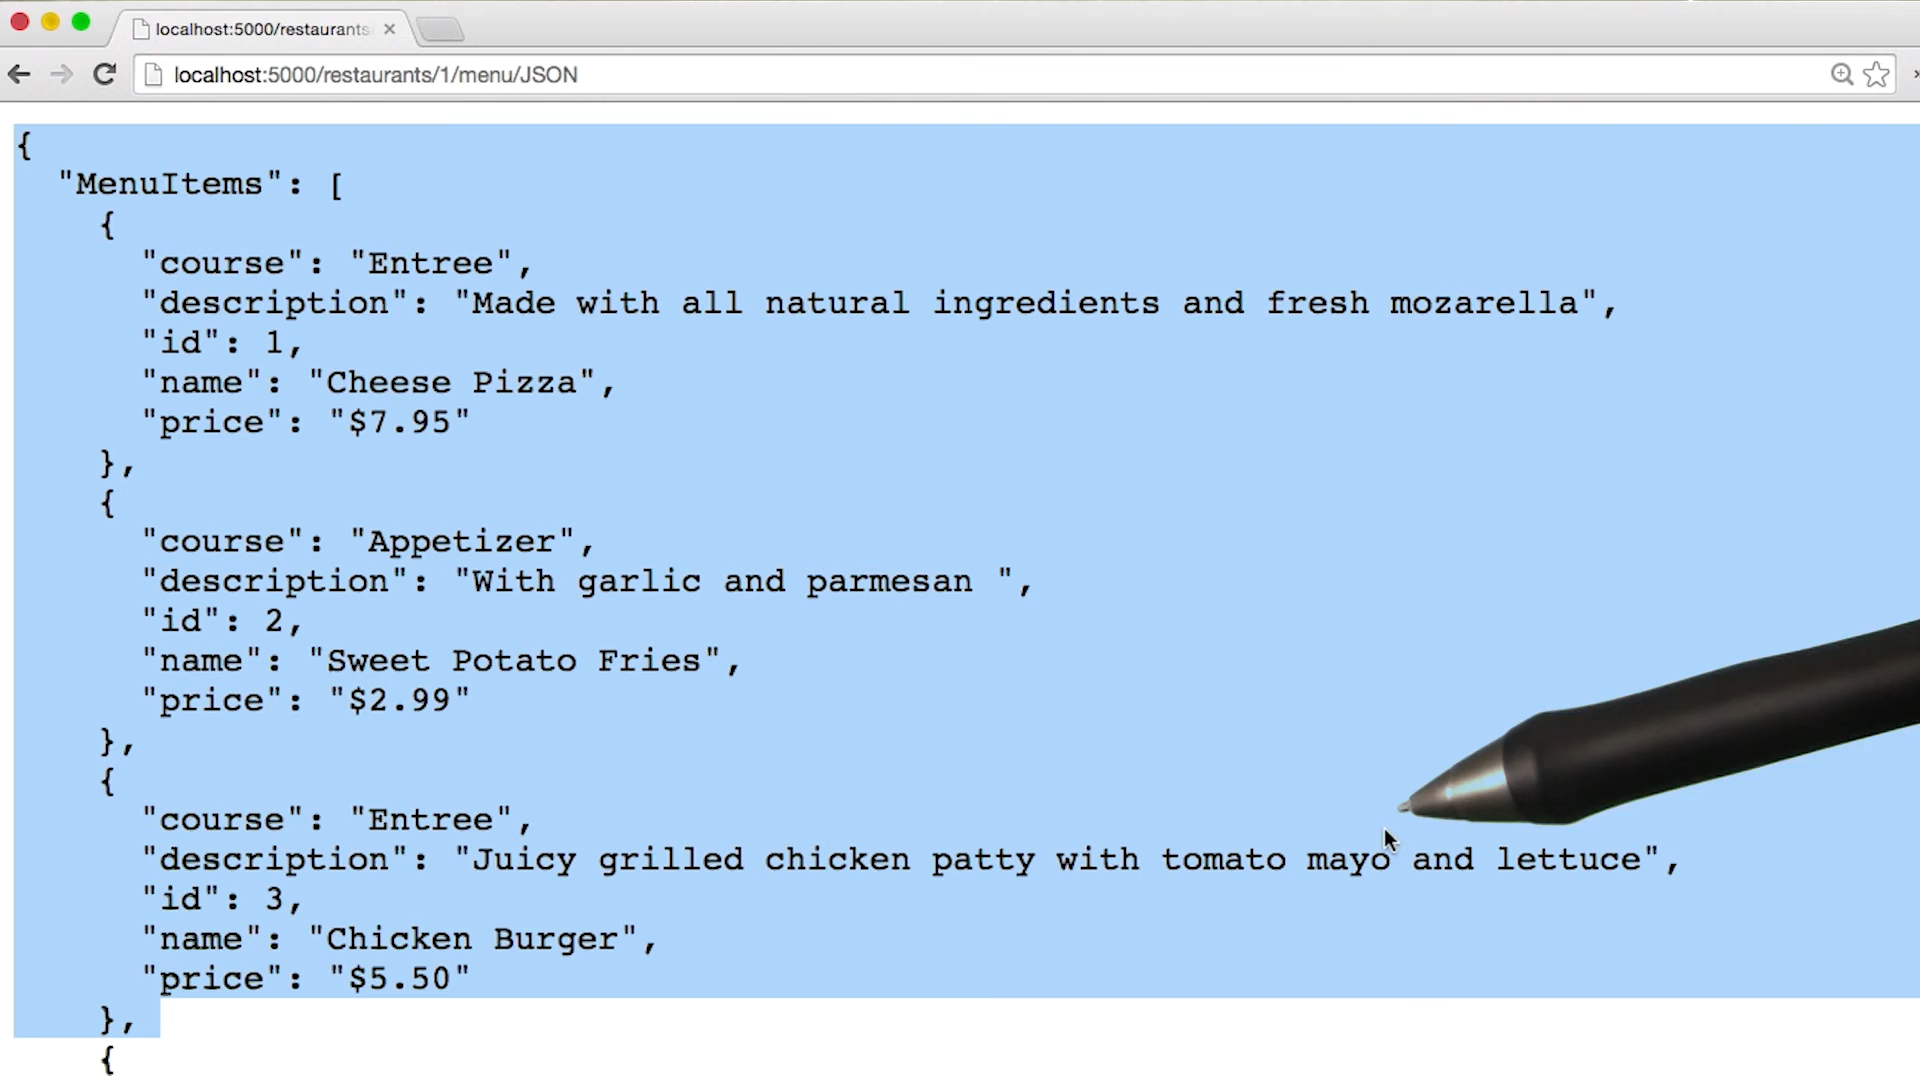 localhost:5000/restaurants
localhost:5000/restaurants/1/menu/JSON
{
"MenuItems": [
{
"course": "Entree",
"description": "Made with all natural ingredients and fresh mozarella",
"id": 1,
"name": "Cheese Pizza",
"price": "$7.95"
},
{
"course": "Appetizer",
"description": "With garlic and parmesan ",
"id": 2,
"name": "Sweet Potato Fries",
"price": "$2.99"
},
{
"course": "Entree",
"description": "Juicy grilled chicken patty with tomato mayo and lettuce",
"id": 3,
"name": "Chicken Burger",
"price": "$5.50"
},
{